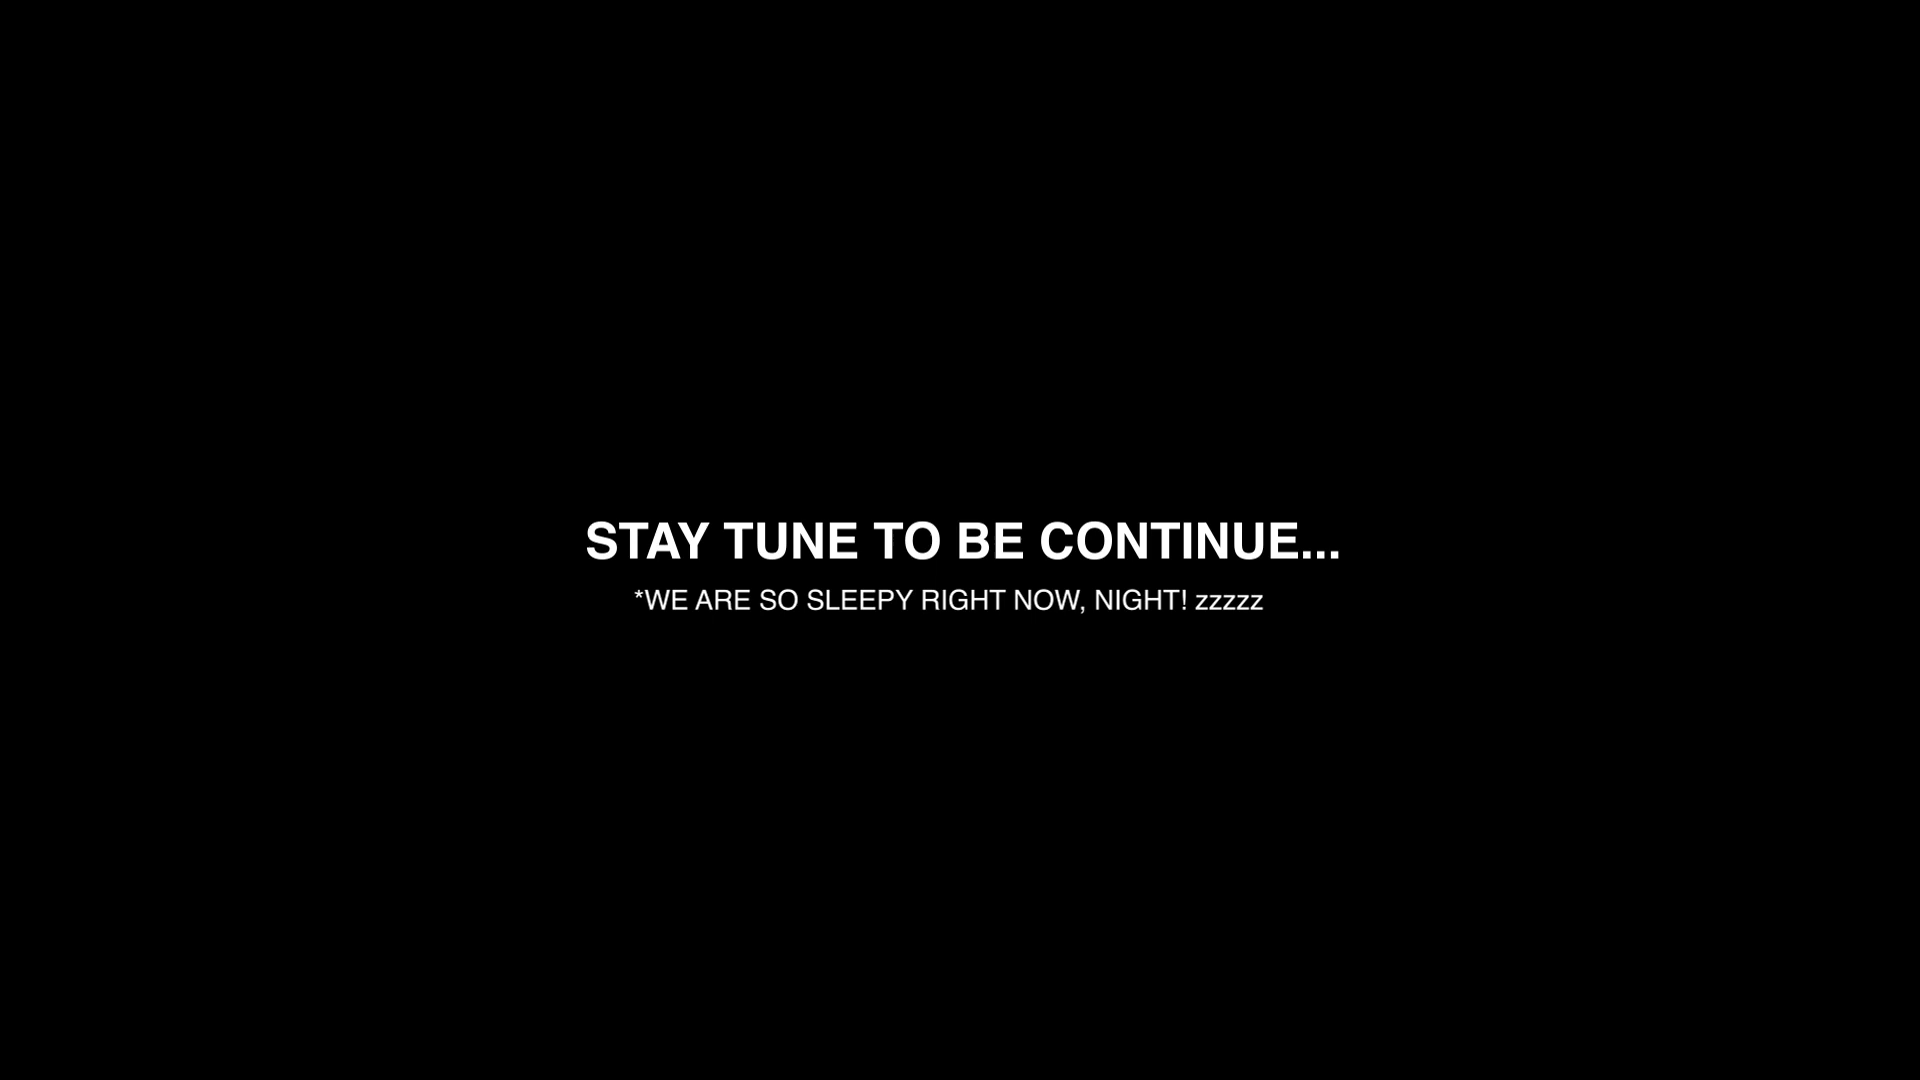 STAY TUNE TO BE CONTINUE...
*WE ARE SO SLEEPY RIGHT NOW, NIGHT! zzzzz